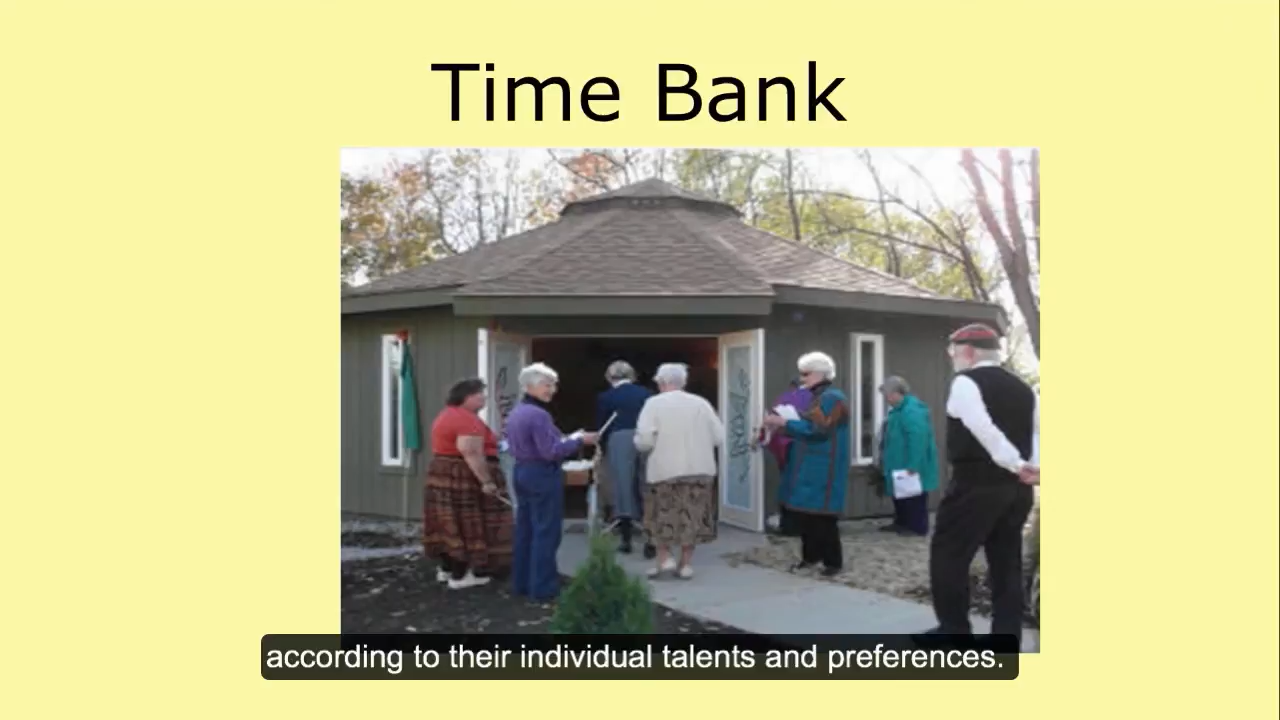 Time Bank
according to their individual talents and preferences.